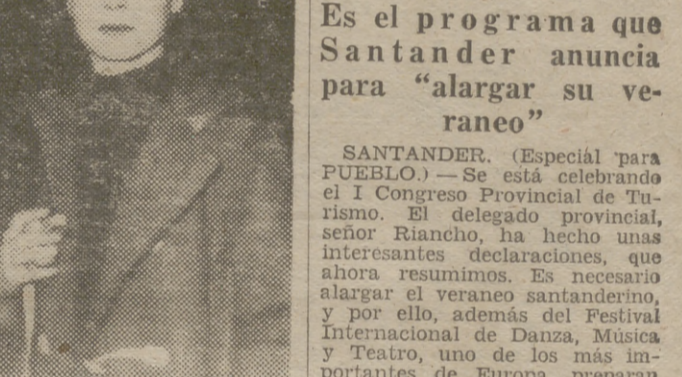 Es el programa que
Santander anuncia
para “alargar su ve-
raneo”
SANTANDER. (Especial para
PUEBLO.) — Se está celebrando
el I Congreso Provincial de Tu-
rismo. El delegado provincial,
señor Riancho, ha hecho unas
interesantes declaraciones, que
ahora resumimos. Es necesario
alargar el veraneo santanderino,
y por ello, además del Festival
Internacional de Danza, Música
y Teatro, uno de los más im-
portantes de Europa, preparan